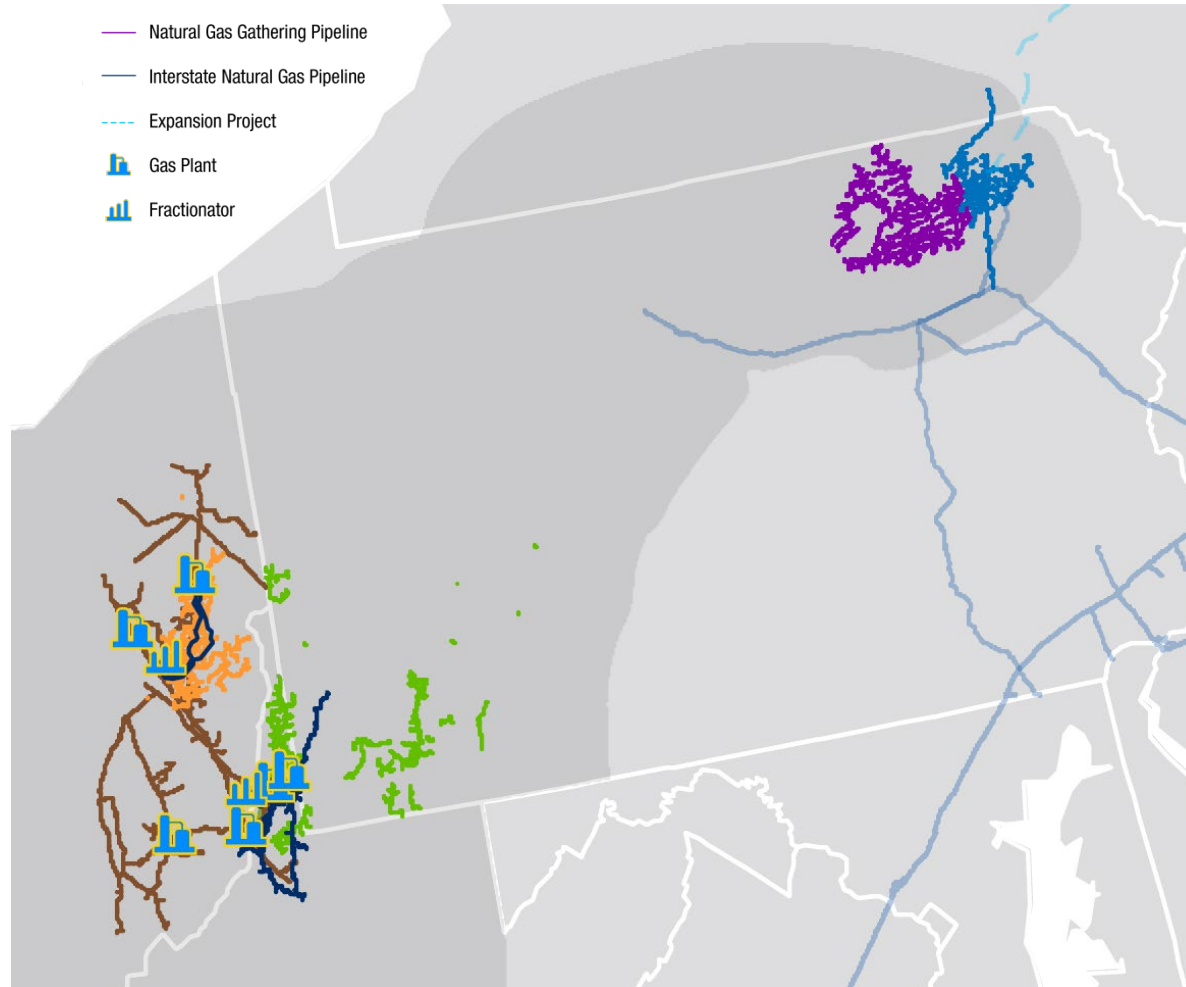 Natural Gas Gathering Pipeline
Interstate Natural Gas Pipeline
Expansion Project
Gas Plant
Fractionator